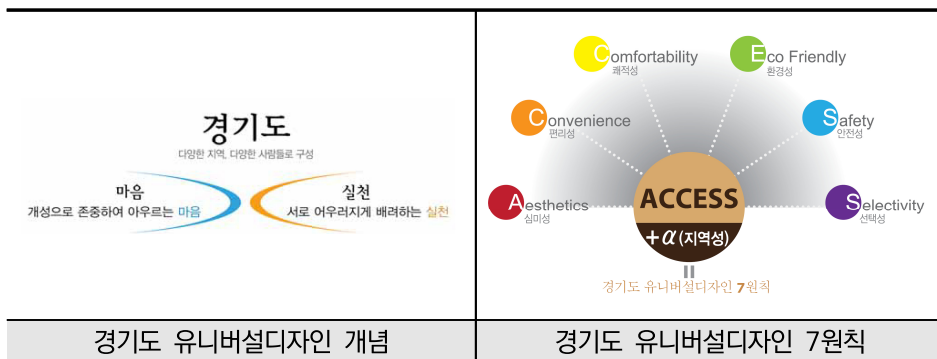 경기도
다양한 지역, 다양한 사람들로 구성
마음
개성으로 존중하여 아우르는 마음
실천
서로 어우러지게 배려하는 실천
경기도 유니버설디자인 개념
Comfortability
쾌적성
Eco Friendly
환경성
Convenience
편리성
Safety
안전성
Aesthetics
심미성
Selectivity
선택성
ACCESS
+α(지역성)
경기도 유니버설디자인 7원칙
경기도 유니버설디자인 7원칙